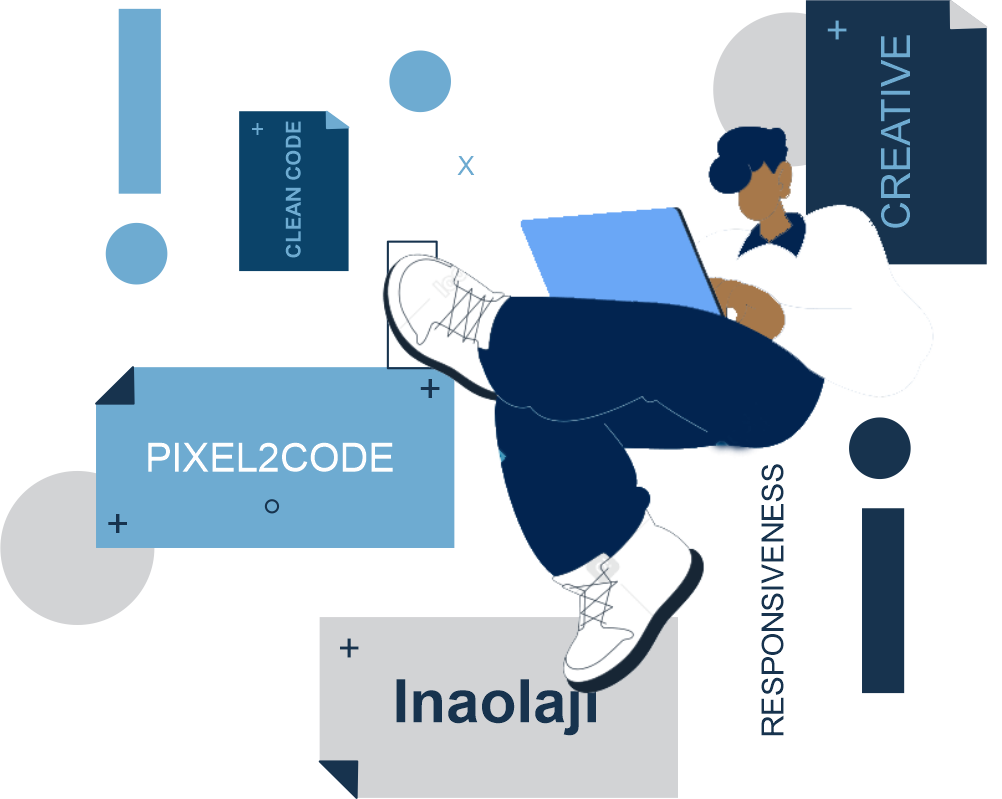 CREATIVE
CLEAN CODE
X
PIXEL2CODE
RESPONSIVENESS
Inaolaji